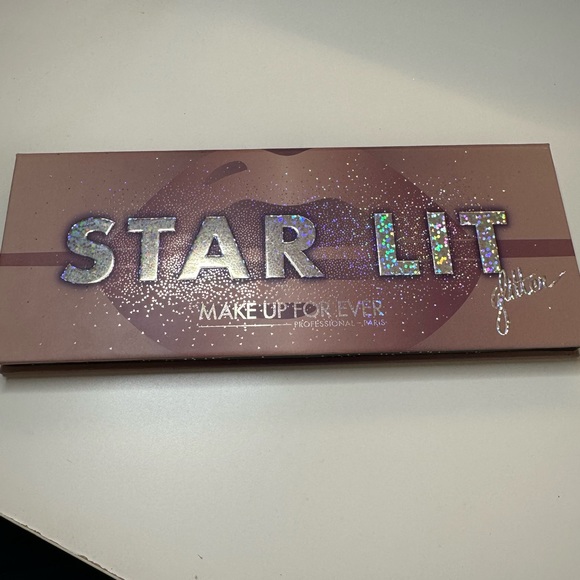 STAR LIT
glitter
MAKE UP FOR EVER
PROFESSIONAL – PARIS